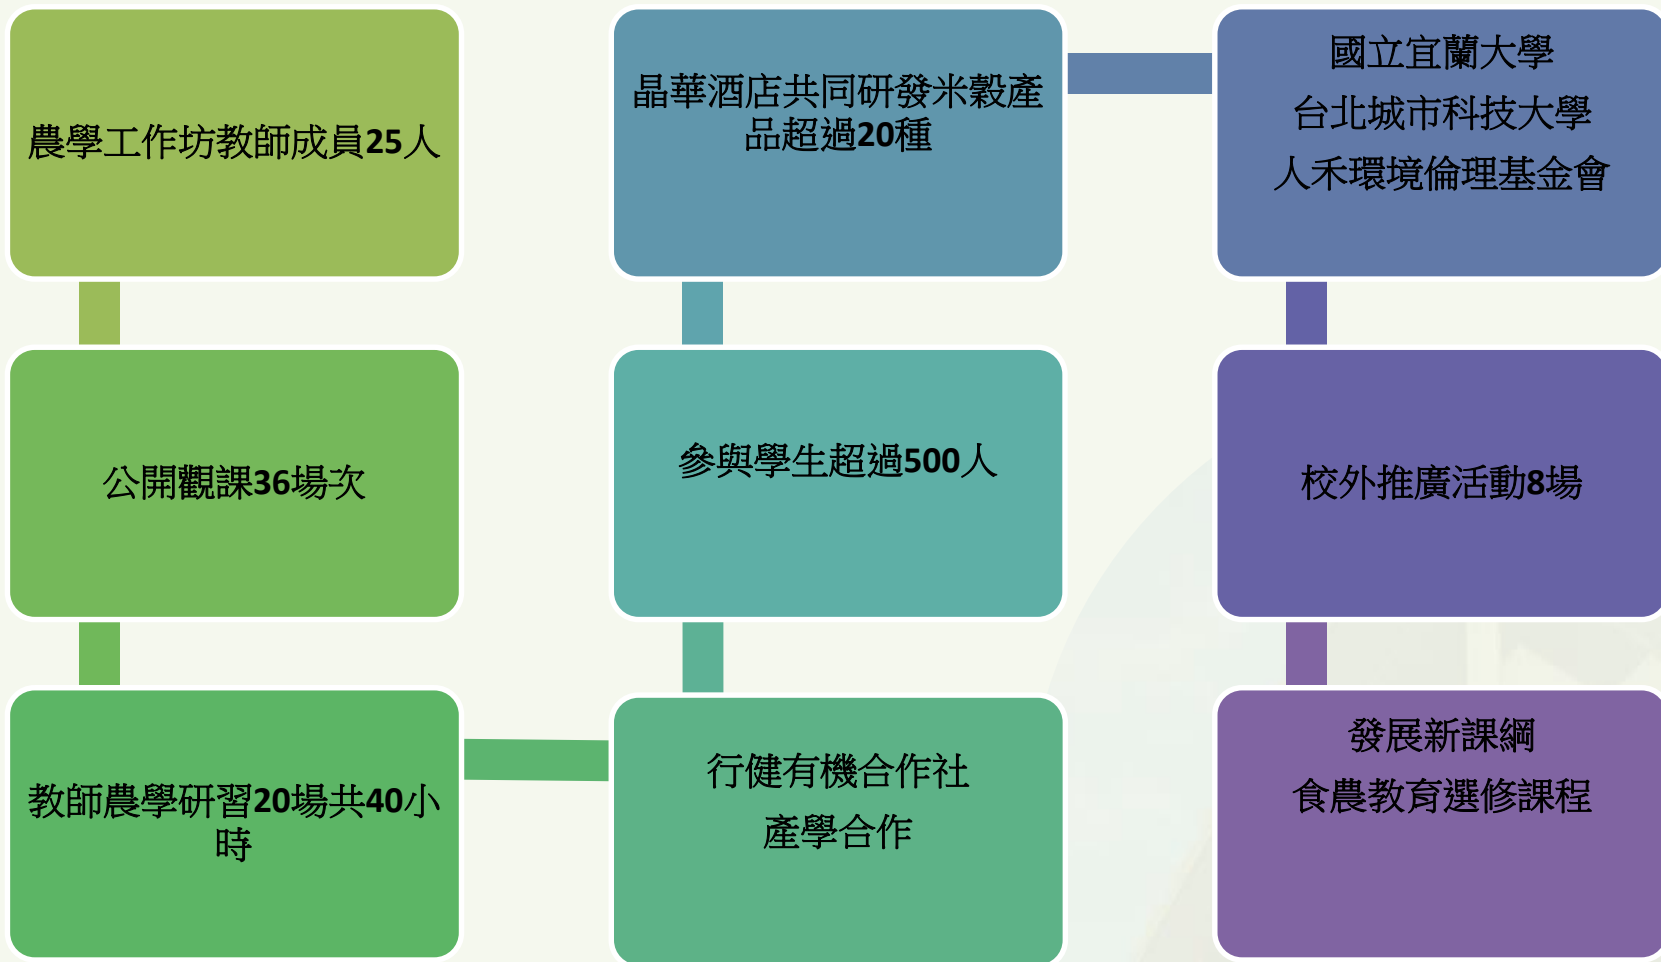 農學工作坊教師成員25人
公開觀課36場次
教師農學研習20場共40小
時
行健有機合作社
產學合作
參與學生超過500人
晶華酒店共同研發米穀產
品超過20種
國立宜蘭大學
台北城市科技大學
人禾環境倫理基金會
校外推廣活動8場
發展新課綱
食農教育選修課程